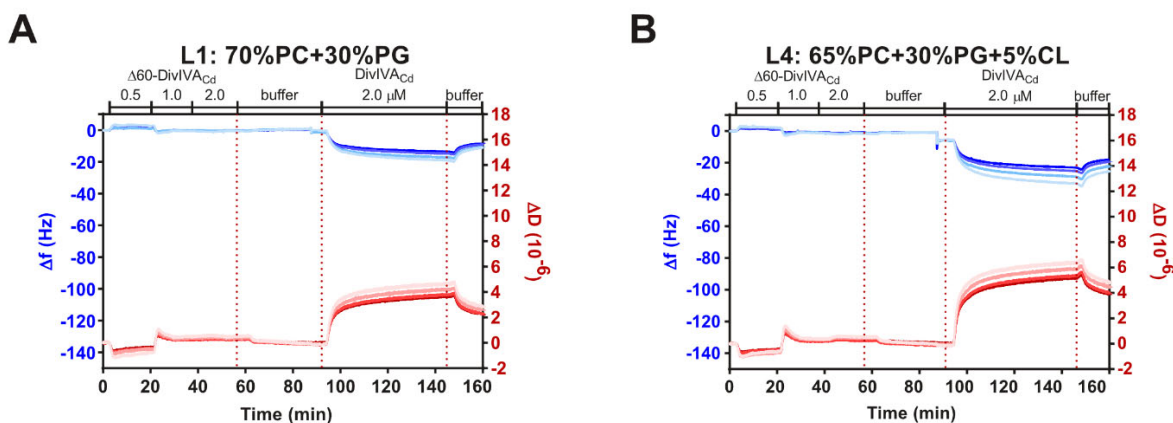 A
L1: 70%PC+30%PG
Δ60-DivIVACd DivIVACd
0.5 1.0 2.0 buffer 2.0 μM buffer
0
-20
-40
-60
-80
-100
-120
-140
Δf (Hz)
18
16
14
12
10
8
6
4
2
0
-2
ΔD (10-6)
0 20 40 60 80 100 120 140 160
Time (min)
B
L4: 65%PC+30%PG+5%CL
Δ60-DivIVACd DivIVACd
0.5 1.0 2.0 buffer 2.0 μM buffer
0
-20
-40
-60
-80
-100
-120
-140
Δf (Hz)
18
16
14
12
10
8
6
4
2
0
-2
ΔD (10-6)
0 20 40 60 80 100 120 140 160
Time (min)